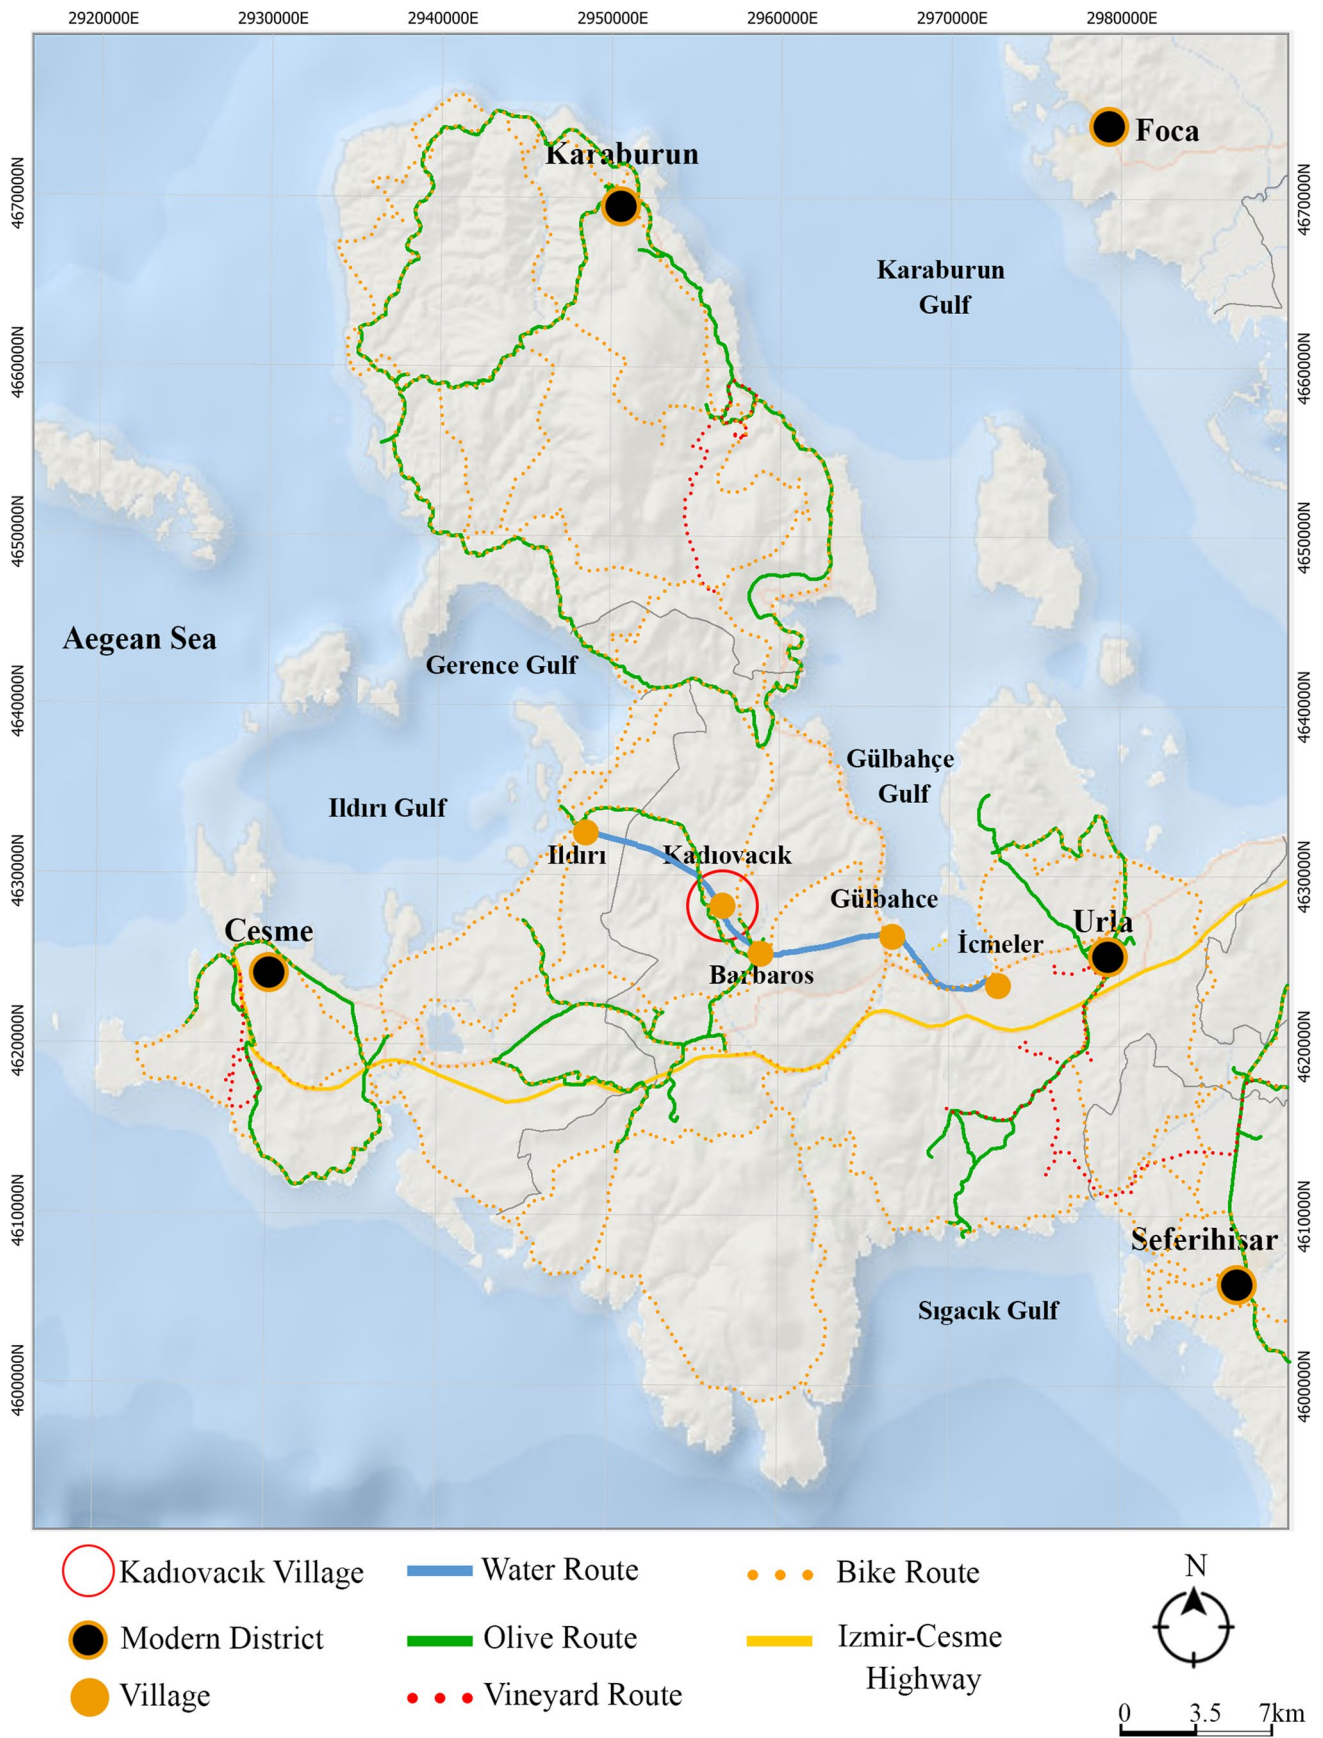 2920000E 2930000E 2940000E 2950000E 2960000E 2970000E 2980000E
Foca
Karaburun
4670000N 4670000N
Karaburun
Gulf
4660000N 4660000N
4650000N 4650000N
Aegean Sea
Gerence Gulf
4640000N 4640000N
Gülbahçe
Gulf
Ildırı Gulf
Ildırı
Kadıovacık
4630000N 4630000N
Gülbahce
Urla
Cesme
İcmeler
Barbaros
4620000N 4620000N
4610000N 4610000N
Seferihisar
Sıgacık Gulf
4600000N 4600000N
Kadıovacık Village
Water Route
Bike Route
N
Modern District
Olive Route
Izmir-Cesme
Highway
Village
Vineyard Route
0 3.5 7km